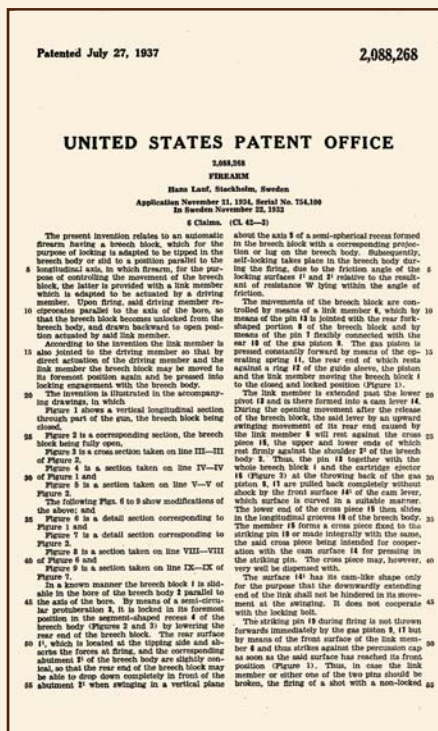 Patented July 27, 1937
2,088,268
UNITED STATES PATENT OFFICE
2,088,268
FIREARM
Hans Lauf, Stockholm, Sweden
Application November 21, 1934, Serial No. 754,100
In Sweden November 22, 1932
6 Claims. (Cl. 42—3)
The present invention relates to an automatic
firearm having a breech block, which for the
purpose of locking is adapted to be tipped in the
breech body or slid to a position parallel to the
5 longitudinal axis, in which firearm, for the pur-
pose of controlling the movements of the breech
block, the latter is provided with a link member
which is adapted to be actuated by a driving
member. Upon firing, said driving member re-
10 ciprocates parallel to the axis of the bore, so
that the breech block becomes unlocked from the
breech body, and drawn backward to open posi-
tion actuated by said link member.
According to the invention the link member is
15 also jointed to the driving member so that by
direct actuation of the driving member and the
link member the breech block may be moved to
its foremost position again and be pressed into
locking engagement with the breech body.
20 The invention is illustrated in the accompany-
ing drawings, in which
Figure 1 shows a vertical longitudinal section
through part of the gun, the breech block being
closed,
25 Figure 2 is a corresponding section, the breech
block being fully open,
Figure 3 is a cross section taken on line III—III
of Figure 1,
Figure 4 is a section taken on line IV—IV
30 of Figure 1 and
Figure 5 is a section taken on line V—V of
Figure 2.
The following Figs. 6 to 9 show modifications of
the above; and
35 Figure 6 is a detail section corresponding to
Figure 1 and
Figure 7 is a detail section corresponding to
Figure 2.
Figure 8 is a section taken on line VIII—VIII
40 of Figure 6 and
Figure 9 is a section taken on line IX—IX of
Figure 7.
In a known manner the breech block 1 is slid-
able in the bore of the breech body 2 parallel to
45 the axis of the bore. By means of a semi-circu-
lar protuberance 3, it is locked in its foremost
position in the segment-shaped recess 4 of the
breech body (Figures 2 and 3) by lowering the
rear end of the breech block. The rear surface
50 1¹, which is located at the tipping side and ab-
sorbs the forces at firing, and the corresponding
abutment 2¹ of the breech body are slightly con-
ical, so that the rear end of the breech block may
be able to drop down completely in front of the
55 abutment 2¹ when swinging in a vertical plane
about the axis 5 of a semi-spherical recess formed
in the breech block with a corresponding projec-
tion or lug on the breech body. Subsequently,
self-locking takes place in the breech body dur-
ing the firing, due to the friction angle of the 5
locking surfaces 1¹ and 2¹ relative to the result-
ant of resistance W lying within the angle of
friction.
The movements of the breech block are con-
trolled by means of a link member 6, which by 10
means of the pin 13 is jointed with the rear fork-
shaped portion 8 of the breech block and by
means of the pin 7 flexibly connected with the
ear 10 of the gas piston 9. The gas piston is
pressed constantly forward by means of the op- 15
erating spring 11, the rear end of which rests
against a ring 12 of the guide sleeve, the piston
and the link member moving the breech block 1
to the closed and locked position (Figure 1).
The link member is extended past the lower 20
pivot 13 and is there formed into a cam lever 14.
During the opening movement after the release
of the breech block, the said lever by an upward
swinging movement of its rear end caused by
the link member 6 will rest against the cross 25
piece 15, the upper and lower ends of which
rest firmly against the shoulder 2² of the breech
body 2. Thus, the pin 13 together with the
whole breech block 1 and the cartridge ejector
16 (Figure 3) at the throwing back of the gas 30
piston 9, 17 are pulled back completely without
shock by the front surface 14¹ of the cam lever,
which surface is curved in a suitable manner.
The lower end of the cross piece 15 then slides
in the longitudinal grooves 18 of the breech body. 35
The member 15 forms a cross piece fixed to the
striking pin 19 or made integrally with the same,
the said cross piece being intended for cooper-
ation with the cam surface 14 for pressing in
the striking pin. The cross piece may, however, 40
very well be dispensed with.
The surface 14¹ has its cam-like shape only
for the purpose that the downwardly extending
end of the link shall not be hindered in its move-
ment at the swinging. It does not cooperate 45
with the locking bolt.
The striking pin 19 during firing is not thrown
forwards immediately by the gas piston 9, 17 but
by means of the front surface of the link mem-
ber 6 and thus strikes against the percussion cap 50
as soon as the said surface has reached its front
position (Figure 1). Thus, in case the link
member or either one of the two pins should be
broken, the firing of a shot with a non-locked 55